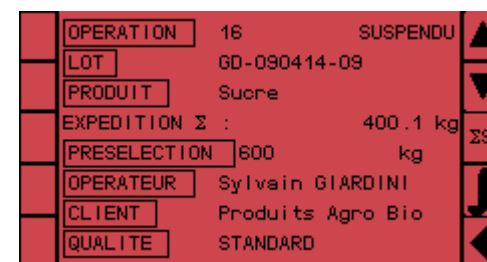 OPERATION 16 SUSPENDU
LOT GD-090414-09
PRODUIT Sucre
EXPEDITION Σ : 400.1 kg
PRESELECTION 600 kg
ΣS
OPERATEUR Sylvain GIARDINI
CLIENT Produits Agro Bio
QUALITE STANDARD